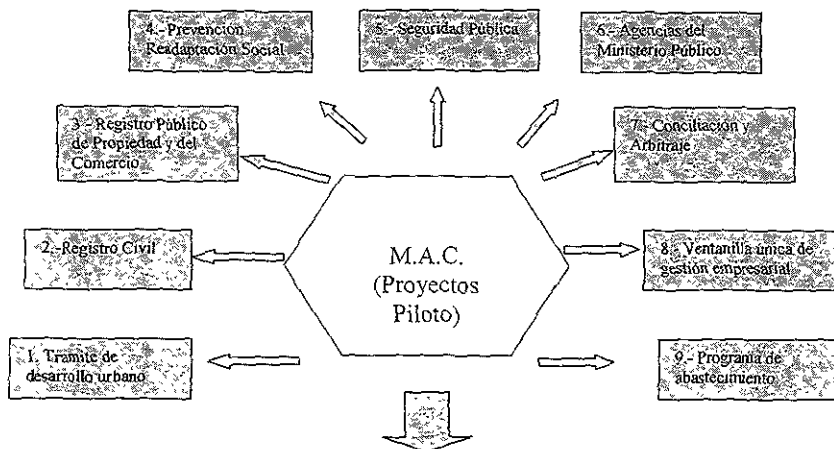 4.-Prevención
Readaptación Social
5.- Seguridad Pública
6.- Agencias del
Ministerio Público
3.- Registro Público
de Propiedad y del
Comercio
7.- Conciliación y
Arbitraje
2.-Registro Civil
M.A.C.
(Proyectos
Piloto)
8.- Ventanilla única de
gestión empresarial
1. Tramite de
desarrollo urbano
9.- Programa de
abastecimiento